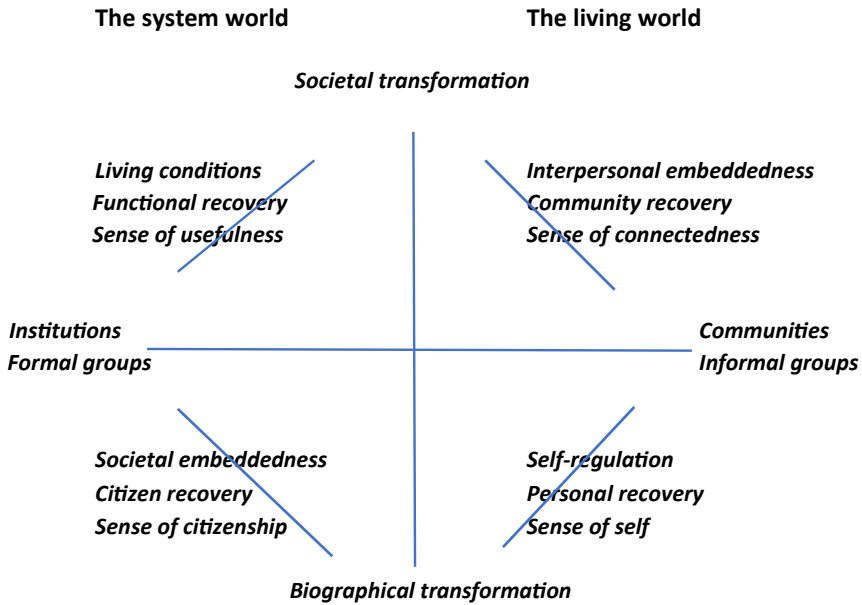 The system world
The living world
Societal transformation
Living conditions
Functional recovery
Sense of usefulness
Interpersonal embeddedness
Community recovery
Sense of connectedness
Institutions
Formal groups
Communities
Informal groups
Societal embeddedness
Citizen recovery
Sense of citizenship
Self-regulation
Personal recovery
Sense of self
Biographical transformation